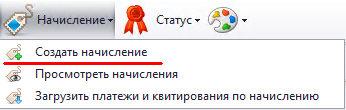 Начисление Статус
Создать начисление
Просмотреть начисления
Загрузить платежи и квитирования по начислению